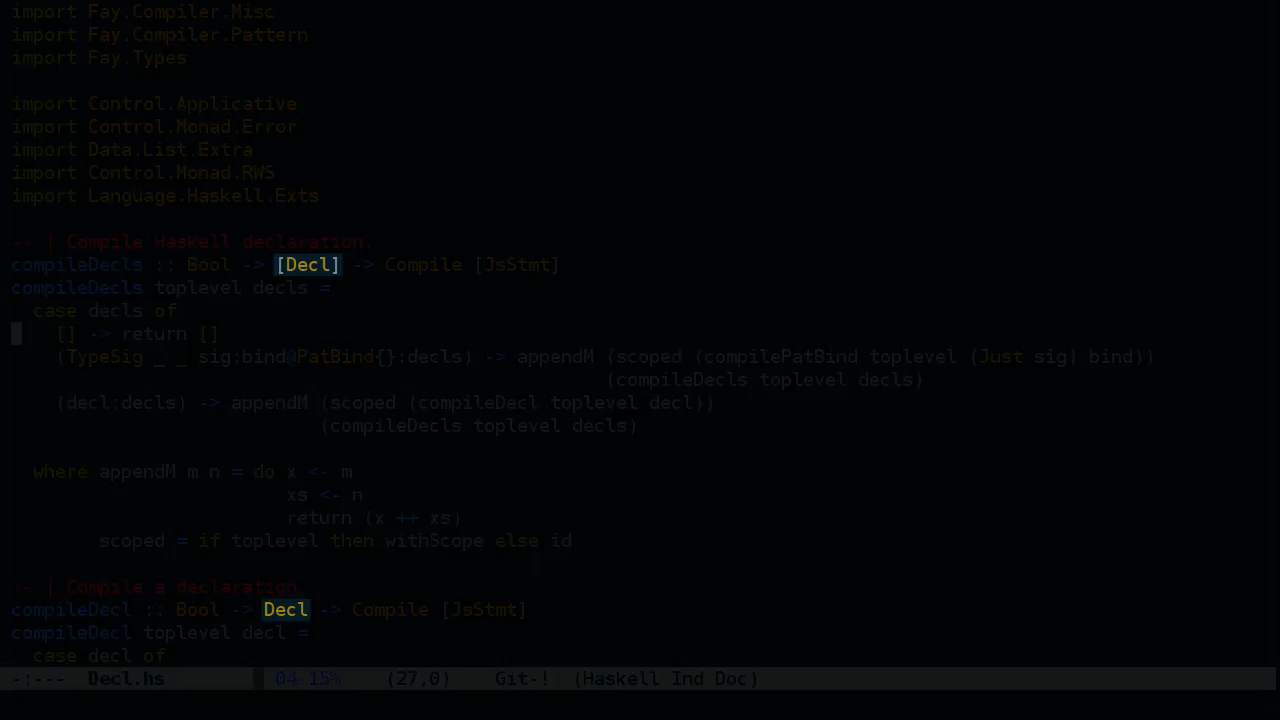 import Fay.Compiler.Misc
import Fay.Compiler.Pattern
import Fay.Types
import Control.Applicative
import Control.Monad.Error
import Data.List.Extra
import Control.Monad.RWS
import Language.Haskell.Exts
-- | Compile Haskell declaration.
compileDecls :: Bool -> [Decl] -> Compile [JsStmt]
compileDecls toplevel decls =
case decls of
[] -> return []
(TypeSig _ _ sig:bind@PatBind{}:decls) -> appendM (scoped (compilePatBind toplevel (Just sig) bind))
(compileDecls toplevel decls)
(decl:decls) -> appendM (scoped (compileDecl toplevel decl))
(compileDecls toplevel decls)
where appendM m n = do x <- m
xs <- n
return (x ++ xs)
scoped = if toplevel then withScope else id
-- | Compile a declaration.
compileDecl :: Bool -> Decl -> Compile [JsStmt]
compileDecl toplevel decl =
case decl of
-:--- Decl.hs 04-15% (27,0) Git-! (Haskell Ind Doc)